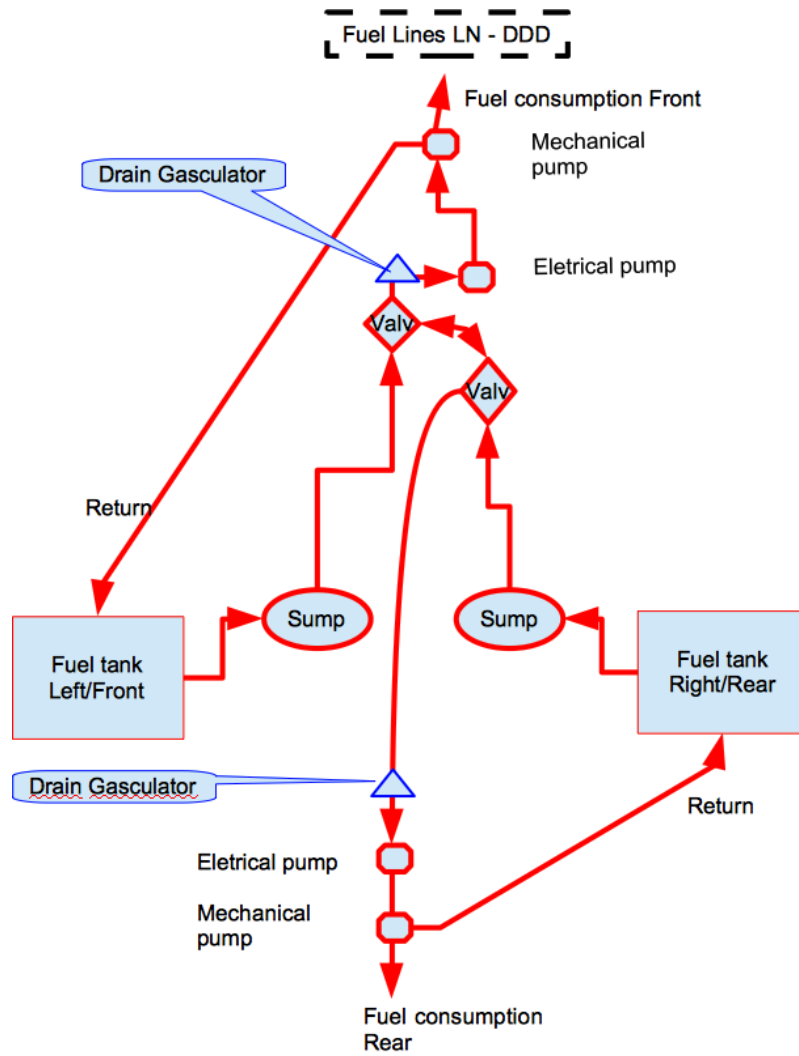 Fuel Lines LN - DDD
Fuel consumption Front
Mechanical
pump
Drain Gasculator
Eletrical pump
Valv
Valv
Return
Sump
Sump
Fuel tank
Left/Front
Fuel tank
Right/Rear
Drain Gasculator
Return
Eletrical pump
Mechanical
pump
Fuel consumption
Rear